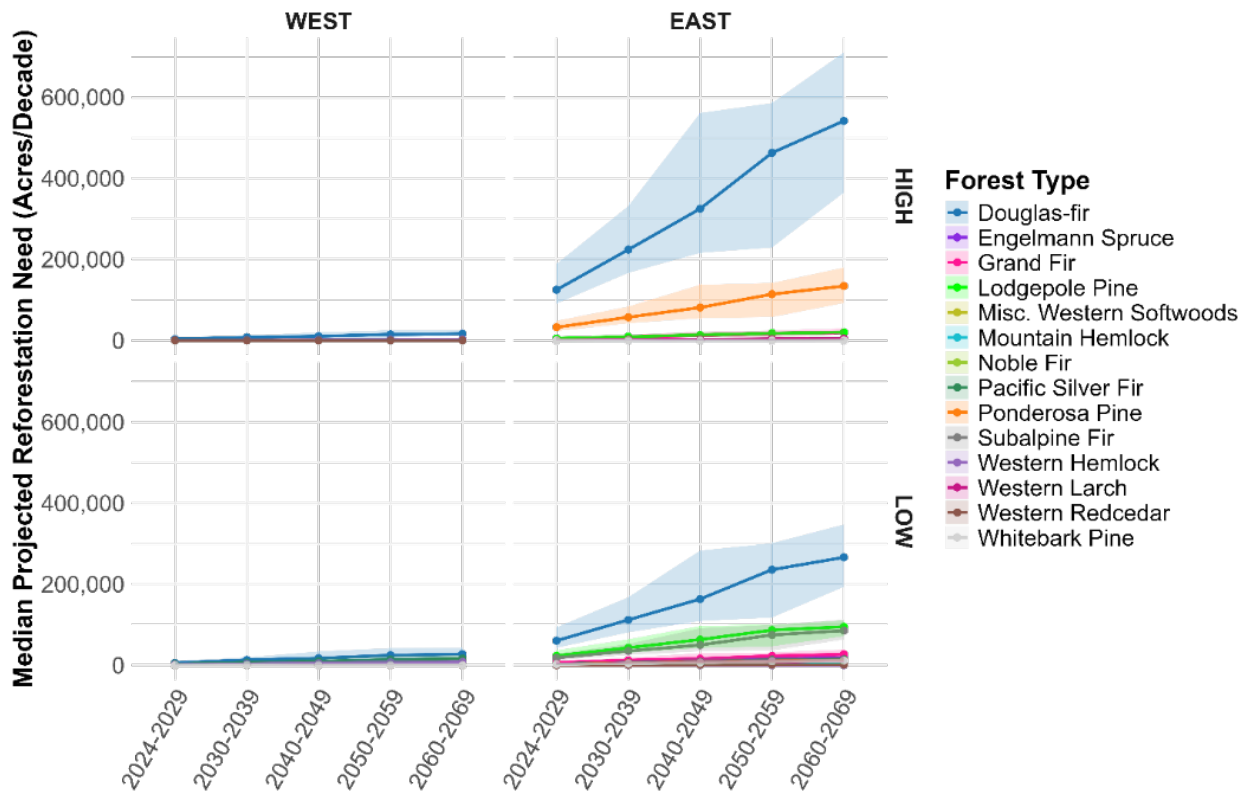 WEST
EAST
Median Projected Reforestation Need (Acres/Decade)
600,000
400,000
200,000
0
HIGH
600,000
400,000
200,000
0
LOW
2024-2029
2030-2039
2040-2049
2050-2059
2060-2069
2024-2029
2030-2039
2040-2049
2050-2059
2060-2069
Forest Type
Douglas-fir
Engelmann Spruce
Grand Fir
Lodgepole Pine
Misc. Western Softwoods
Mountain Hemlock
Noble Fir
Pacific Silver Fir
Ponderosa Pine
Subalpine Fir
Western Hemlock
Western Larch
Western Redcedar
Whitebark Pine